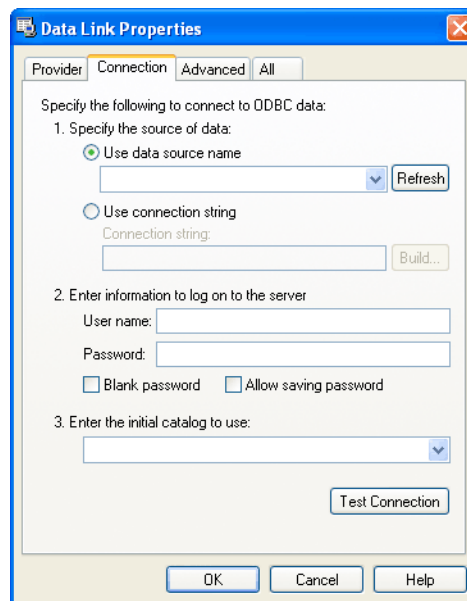 Data Link Properties
Provider Connection Advanced All
Specify the following to connect to ODBC data:
1. Specify the source of data:
Use data source name
Refresh
Use connection string
Connection string:
Build...
2. Enter information to log on to the server
User name:
Password:
Blank password Allow saving password
3. Enter the initial catalog to use:
Test Connection
OK Cancel Help